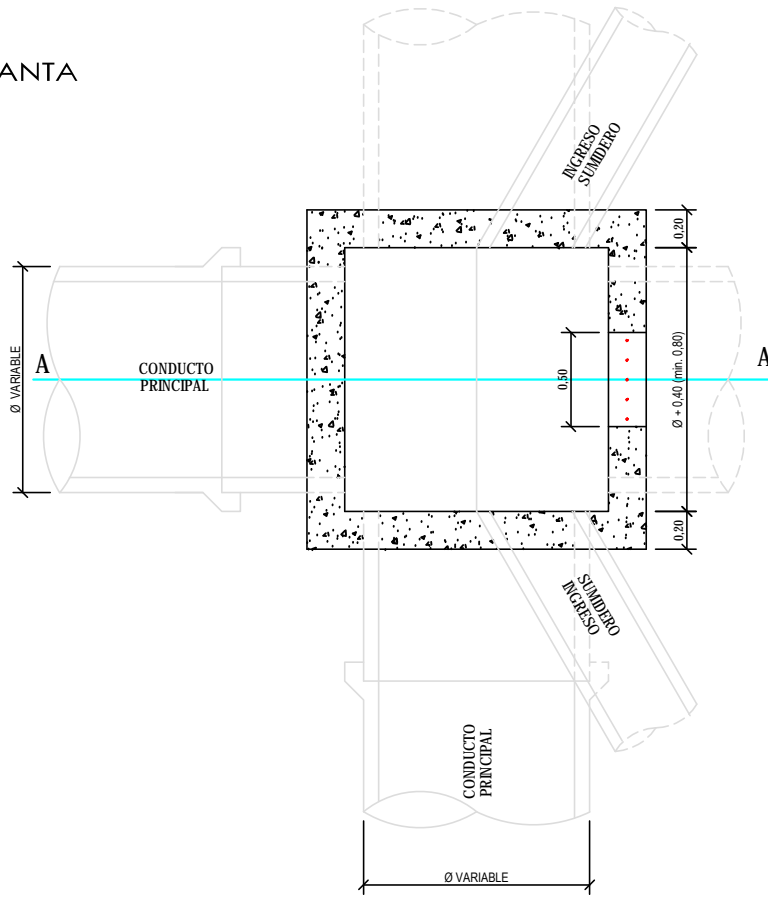 ANTA
INGRESO
SUMIDERO
0,20
Ø VARIABLE
A
CONDUCTO
PRINCIPAL
0,50
Ø + 0,40 (min. 0,80)
A
0,20
SUMIDERO
INGRESO
CONDUCTO
PRINCIPAL
Ø VARIABLE